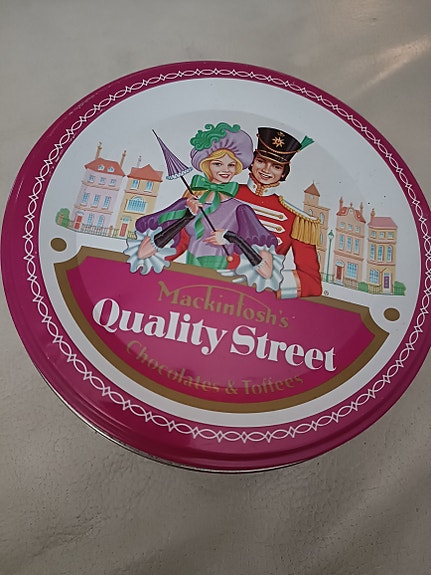 Mackintosh's
Quality Street
Chocolates & Toffees